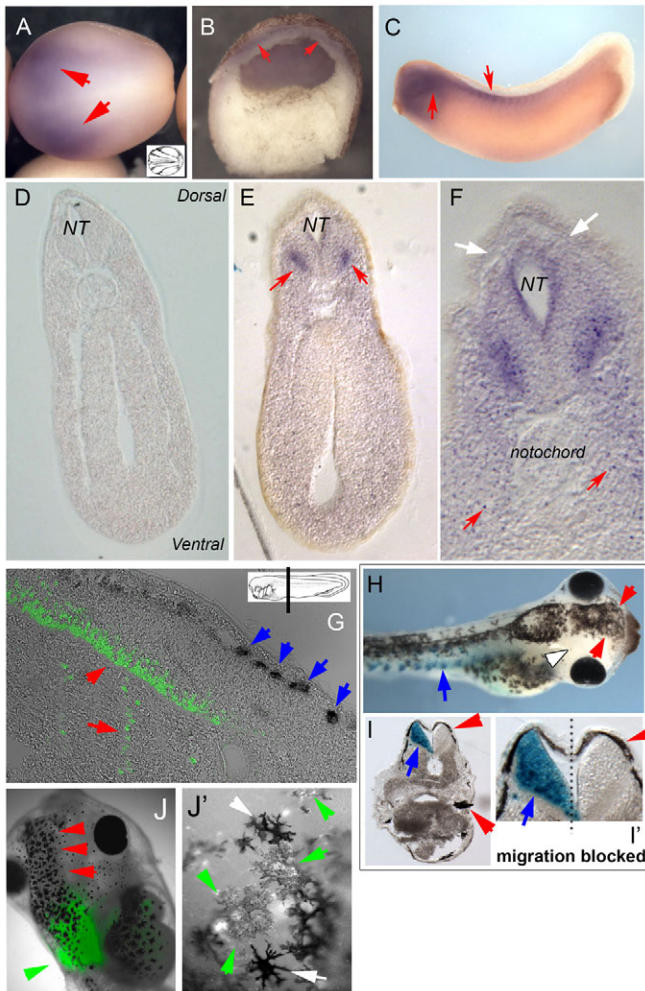 A
B
C
D
NT
Dorsal
Ventral
E
NT
F
NT
notochord
G
H
I
I'
migration blocked
J
J'